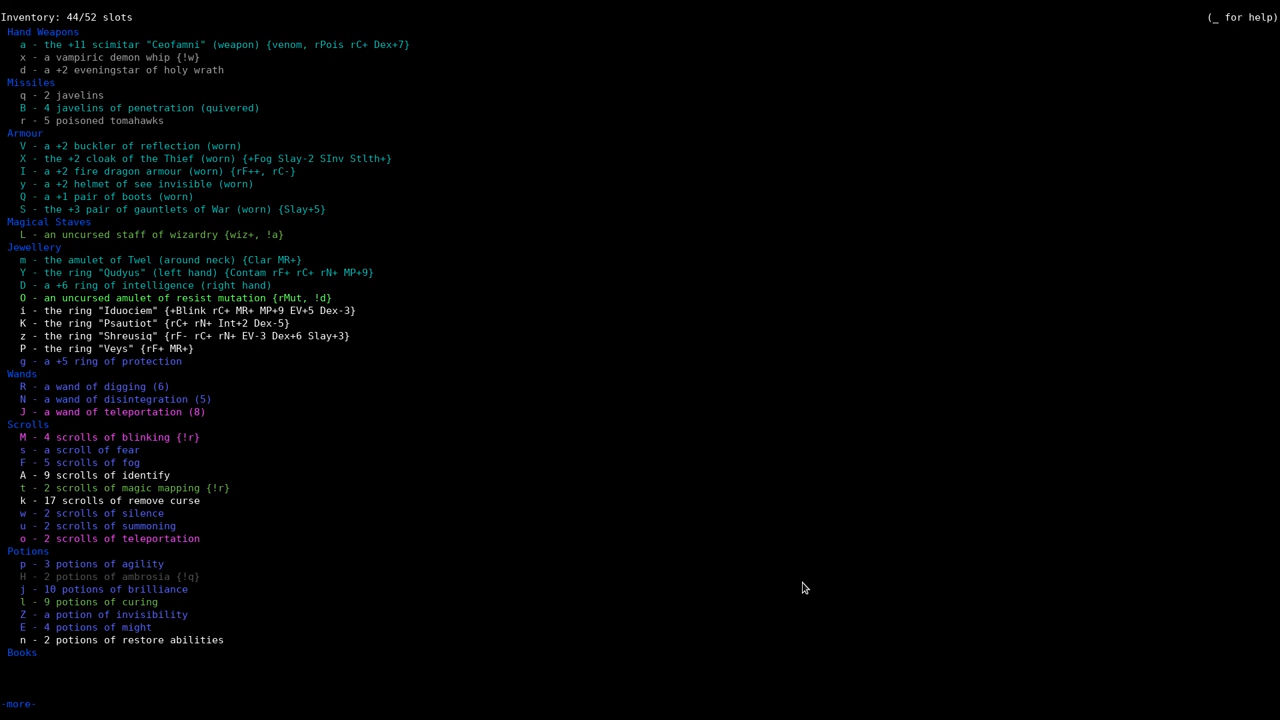 Inventory: 44/52 slots (_ for help)
Hand Weapons
a - the +11 scimitar "Ceofamni" (weapon) {venom, rPois rC+ Dex+7}
x - a vampiric demon whip {!w}
d - a +2 eveningstar of holy wrath
Missiles
q - 2 javelins
B - 4 javelins of penetration (quivered)
r - 5 poisoned tomahawks
Armour
V - a +2 buckler of reflection (worn)
X - the +2 cloak of the Thief (worn) {+Fog Slay-2 SInv Stlth+}
I - a +2 fire dragon armour (worn) {rF++, rC-}
y - a +2 helmet of see invisible (worn)
Q - a +1 pair of boots (worn)
S - the +3 pair of gauntlets of War (worn) {Slay+5}
Magical Staves
L - an uncursed staff of wizardry {wiz+, !a}
Jewellery
m - the amulet of Twel (around neck) {Clar MR+}
Y - the ring "Qudyus" (left hand) {Contam rF+ rC+ rN+ MP+9}
D - a +6 ring of intelligence (right hand)
O - an uncursed amulet of resist mutation {rMut, !d}
i - the ring "Iduociem" {+Blink rC+ MR+ MP+9 EV+5 Dex-3}
K - the ring "Psautiot" {rC+ rN+ Int+2 Dex-5}
z - the ring "Shreusiq" {rF- rC+ rN+ EV-3 Dex+6 Slay+3}
P - the ring "Veys" {rF+ MR+}
g - a +5 ring of protection
Wands
R - a wand of digging (6)
N - a wand of disintegration (5)
J - a wand of teleportation (8)
Scrolls
M - 4 scrolls of blinking {!r}
s - a scroll of fear
F - 5 scrolls of fog
A - 9 scrolls of identify
t - 2 scrolls of magic mapping {!r}
k - 17 scrolls of remove curse
w - 2 scrolls of silence
u - 2 scrolls of summoning
o - 2 scrolls of teleportation
Potions
p - 3 potions of agility
H - 2 potions of ambrosia {!q}
j - 10 potions of brilliance
l - 9 potions of curing
Z - a potion of invisibility
E - 4 potions of might
n - 2 potions of restore abilities
Books
-more-